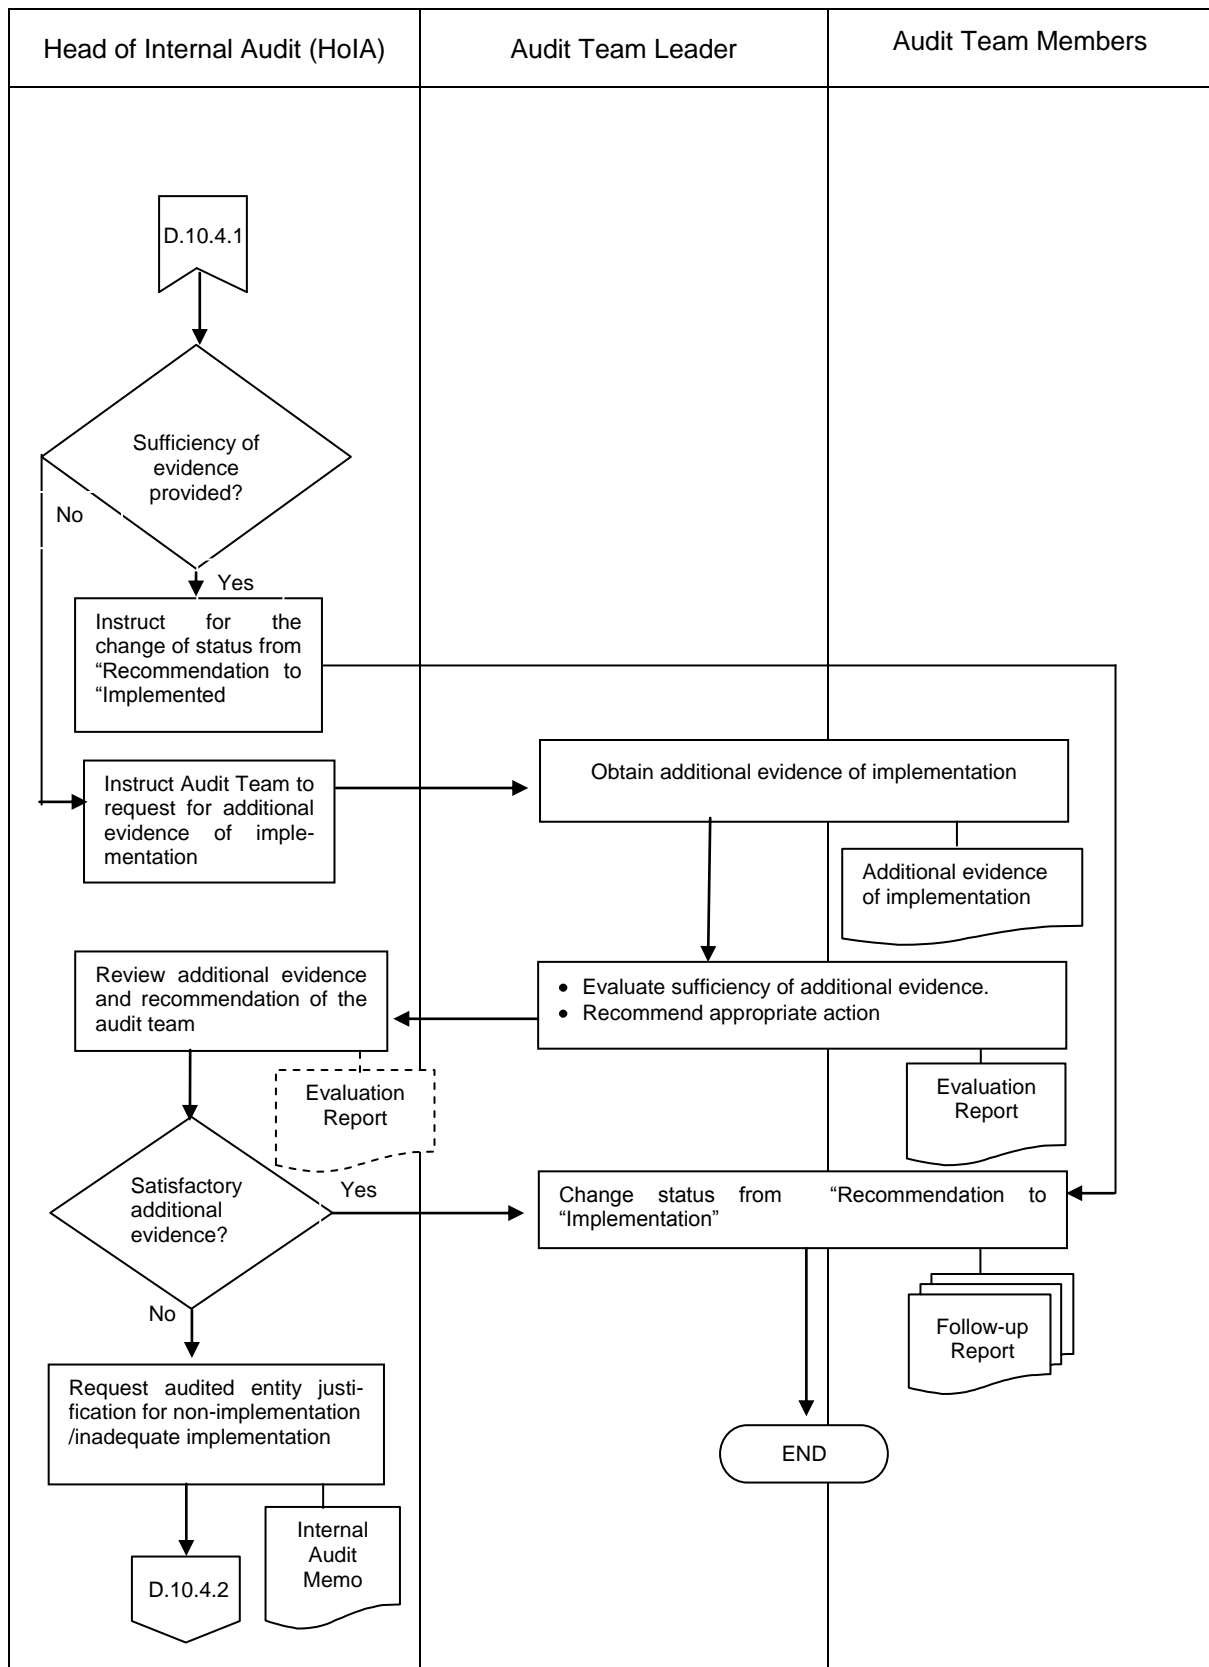 Head of Internal Audit (HoIA)
Audit Team Leader
Audit Team Members
D.10.4.1
Sufficiency of
evidence
provided?
No
Yes
Instruct for the
change of status from
“Recommendation to
“Implemented
Instruct Audit Team to
request for additional
evidence of imple-
mentation
Obtain additional evidence of implementation
Additional evidence
of implementation
Review additional evidence
and recommendation of the
audit team
• Evaluate sufficiency of additional evidence.
• Recommend appropriate action
Evaluation
Report
Evaluation
Report
Satisfactory
additional
evidence?
Yes
Change status from “Recommendation to
“Implementation”
No
Follow-up
Report
Request audited entity justi-
fication for non-implementation
/inadequate implementation
END
Internal
Audit
Memo
D.10.4.2